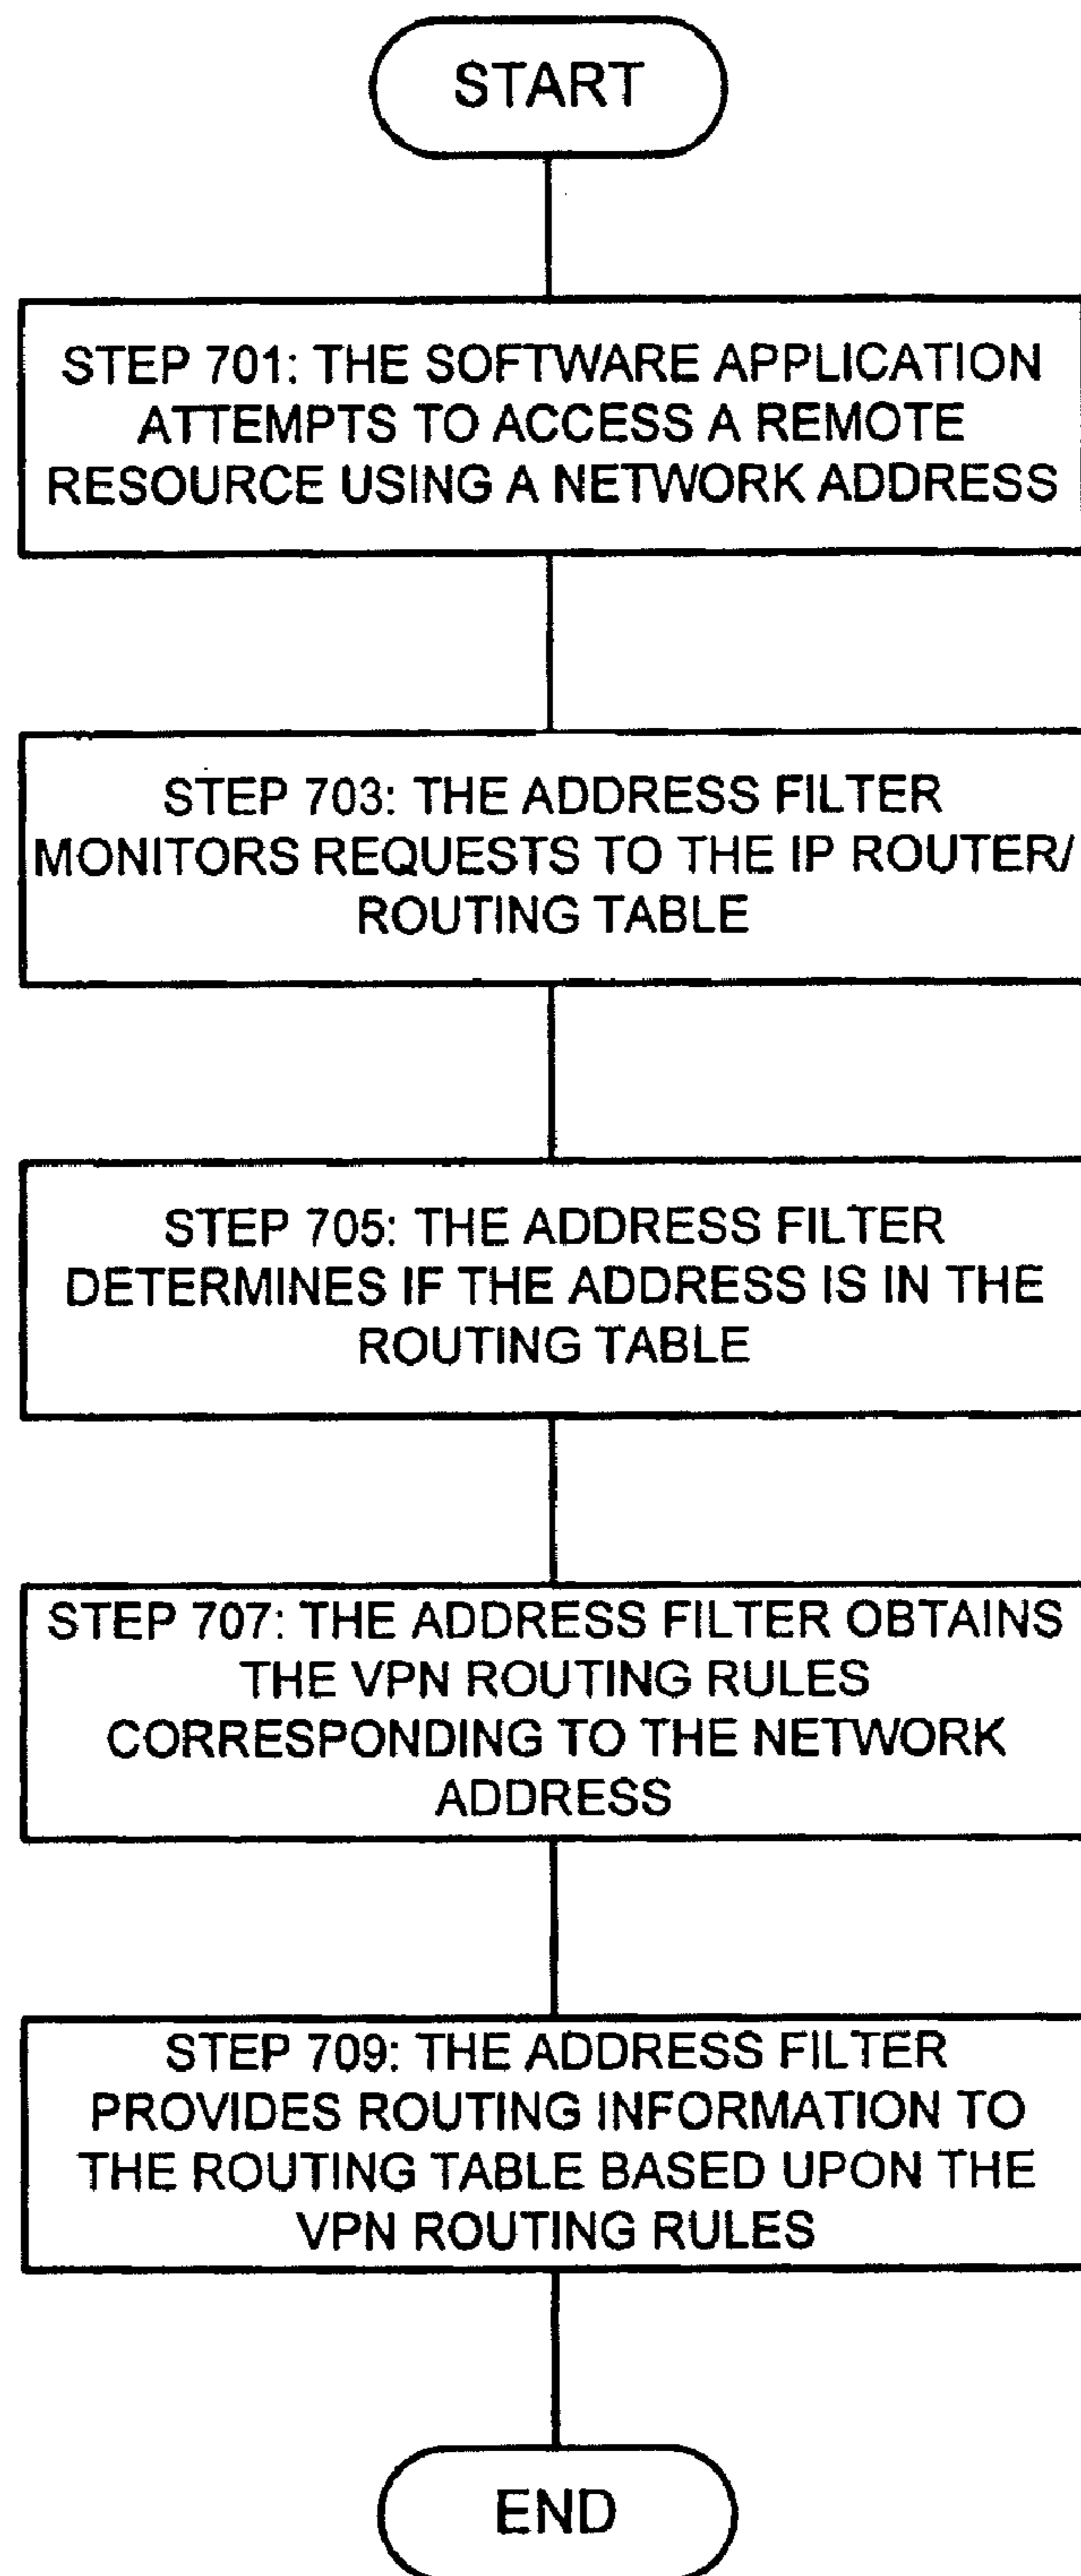 START
STEP 701: THE SOFTWARE APPLICATION
ATTEMPTS TO ACCESS A REMOTE
RESOURCE USING A NETWORK ADDRESS
STEP 703: THE ADDRESS FILTER
MONITORS REQUESTS TO THE IP ROUTER/
ROUTING TABLE
STEP 705: THE ADDRESS FILTER
DETERMINES IF THE ADDRESS IS IN THE
ROUTING TABLE
STEP 707: THE ADDRESS FILTER OBTAINS
THE VPN ROUTING RULES
CORRESPONDING TO THE NETWORK
ADDRESS
STEP 709: THE ADDRESS FILTER
PROVIDES ROUTING INFORMATION TO
THE ROUTING TABLE BASED UPON THE
VPN ROUTING RULES
END